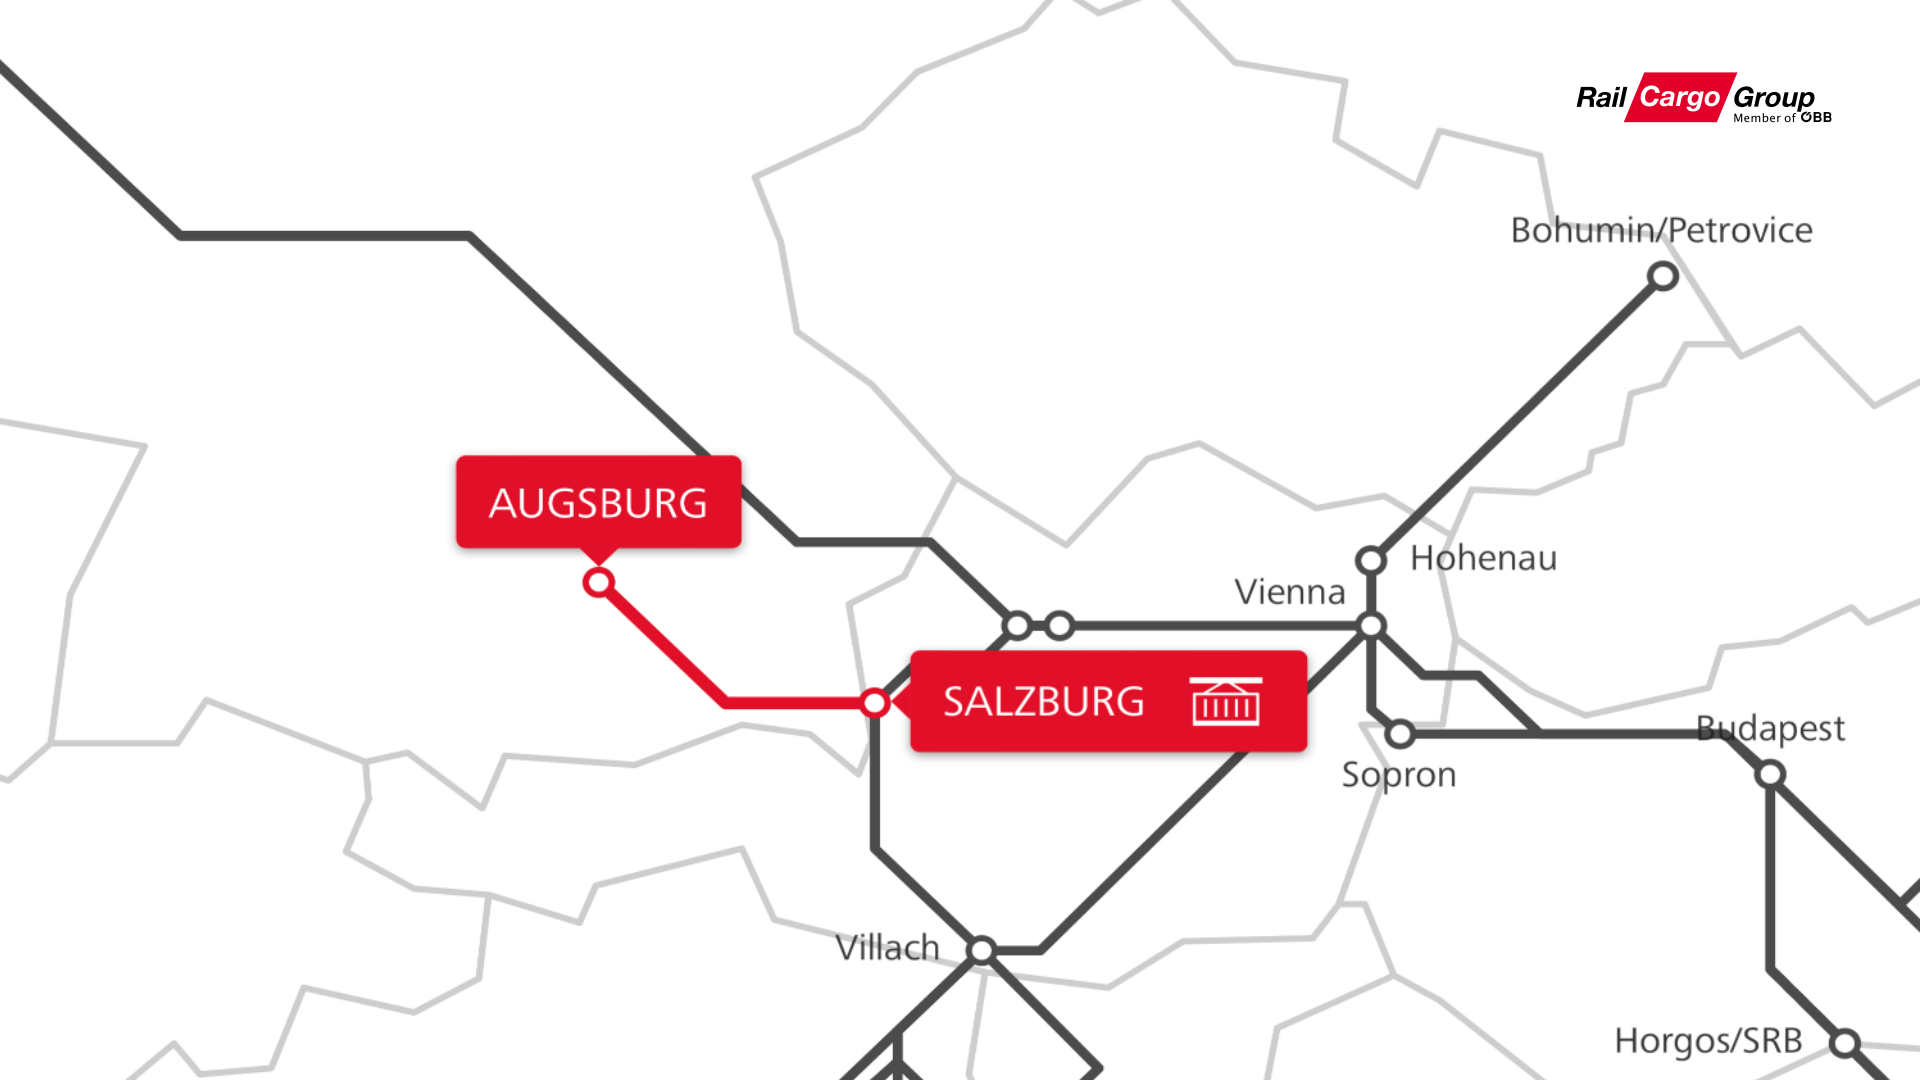 Rail Cargo Group
Member of ÖBB
Bohumin/Petrovice
AUGSBURG
Hohenau
Vienna
SALZBURG
Budapest
Sopron
Villach
Horgos/SRB